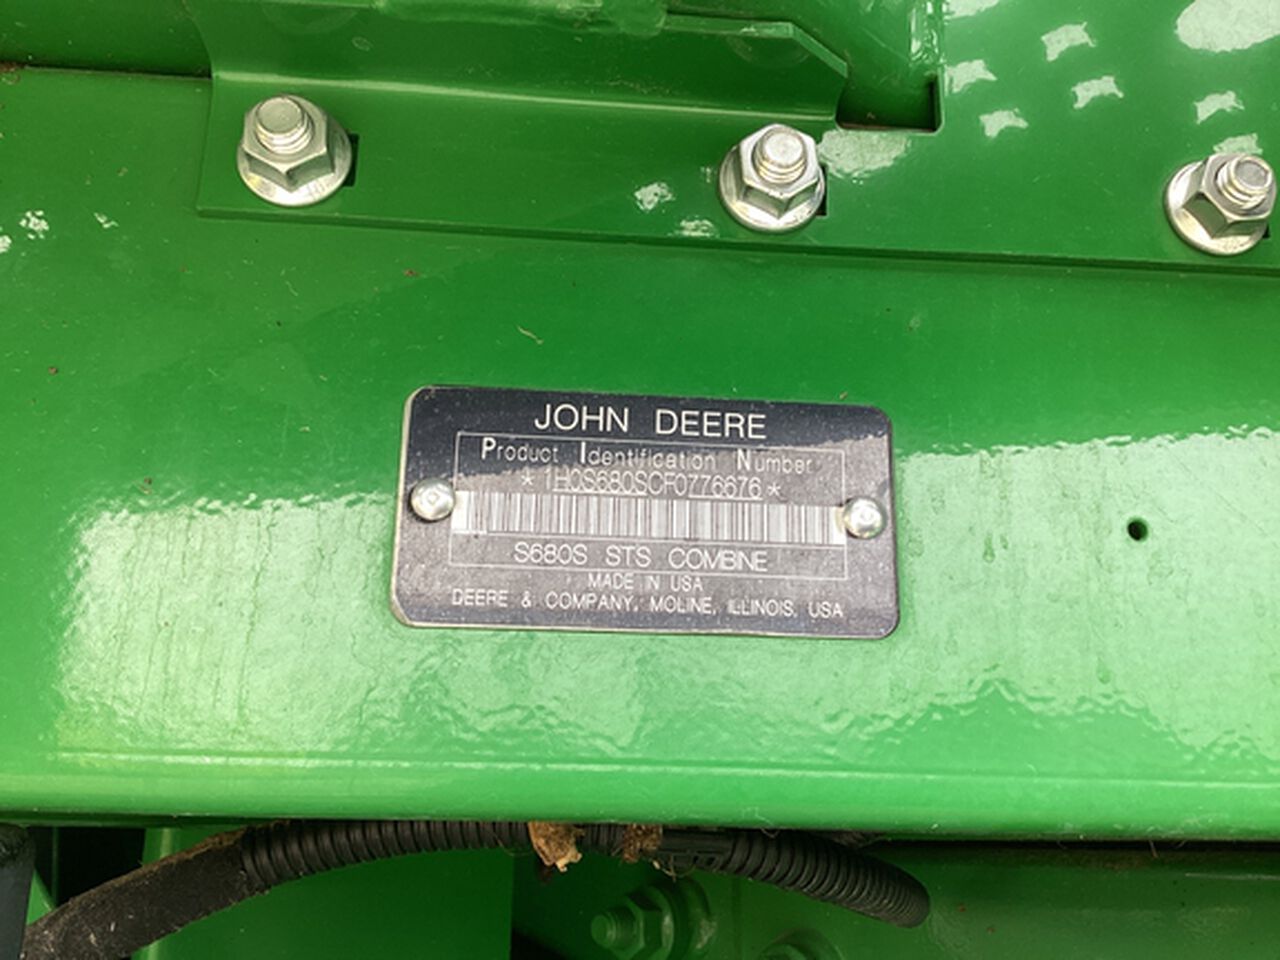 JOHN DEERE
Product Identification Number
*1H0S680SCF0776676*
S680S STS COMBINE
MADE IN USA
DEERE & COMPANY, MOLINE, ILLINOIS, USA